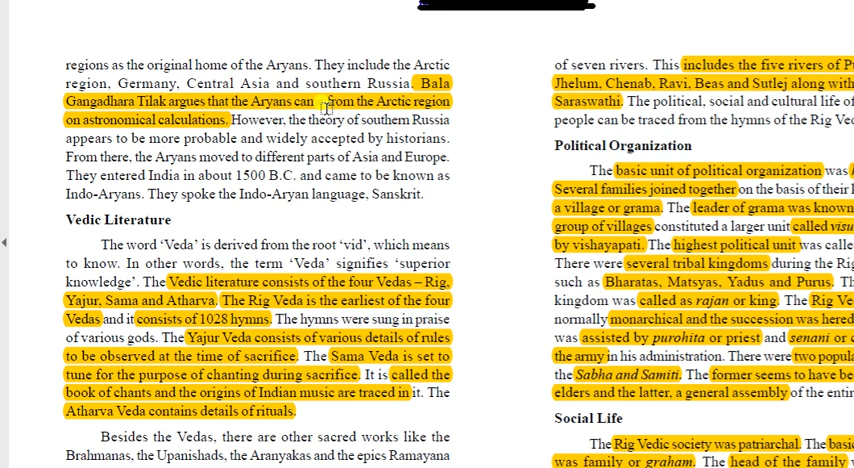 regions as the original home of the Aryans. They include the Arctic
region, Germany, Central Asia and southern Russia. Bala
Gangadhara Tilak argues that the Aryans can from the Arctic region
on astronomical calculations. However, the theory of southern Russia
appears to be more probable and widely accepted by historians.
From there, the Aryans moved to different parts of Asia and Europe.
They entered India in about 1500 B.C. and came to be known as
Indo-Aryans. They spoke the Indo-Aryan language, Sanskrit.
Vedic Literature
The word ‘Veda’ is derived from the root ‘vid’, which means
to know. In other words, the term ‘Veda’ signifies ‘superior
knowledge’. The Vedic literature consists of the four Vedas – Rig,
Yajur, Sama and Atharva. The Rig Veda is the earliest of the four
Vedas and it consists of 1028 hymns. The hymns were sung in praise
of various gods. The Yajur Veda consists of various details of rules
to be observed at the time of sacrifice. The Sama Veda is set to
tune for the purpose of chanting during sacrifice. It is called the
book of chants and the origins of Indian music are traced in it. The
Atharva Veda contains details of rituals.
Besides the Vedas, there are other sacred works like the
Brahmanas, the Upanishads, the Aranyakas and the epics Ramayana
of seven rivers. This includes the five rivers of
Jhelum, Chenab, Ravi, Beas and Sutlej along with
Saraswathi. The political, social and cultural life of
people can be traced from the hymns of the Rig
Political Organization
The basic unit of political organization was
Several families joined together on the basis of their
a village or grama. The leader of grama was known
group of villages constituted a larger unit called
by vishayapati. The highest political unit was
There were several tribal kingdoms during the
such as Bharatas, Matsyas, Yadus and Purus.
kingdom was called as rajan or king. The Rig
normally monarchical and the succession was
was assisted by purohita or priest and senani or
the army in his administration. There were two
the Sabha and Samiti. The former seems to have
elders and the latter, a general assembly of the
Social Life
The Rig Vedic society was patriarchal. The
was family or graham. The head of the family